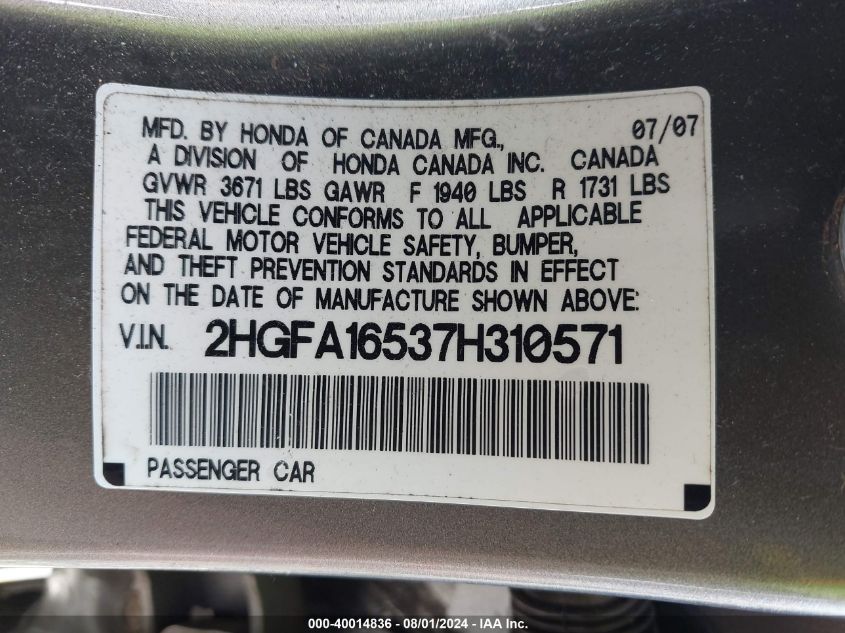 MFD. BY HONDA OF CANADA MFG., 07/07
A DIVISION OF HONDA CANADA INC. CANADA
GVWR 3671 LBS GAWR F 1940 LBS R 1731 LBS
THIS VEHICLE CONFORMS TO ALL APPLICABLE
FEDERAL MOTOR VEHICLE SAFETY, BUMPER,
AND THEFT PREVENTION STANDARDS IN EFFECT
ON THE DATE OF MANUFACTURE SHOWN ABOVE:
V.I.N. 2HGFA16537H310571
PASSENGER CAR
000-40014836 - 08/01/2024 - IAA Inc.